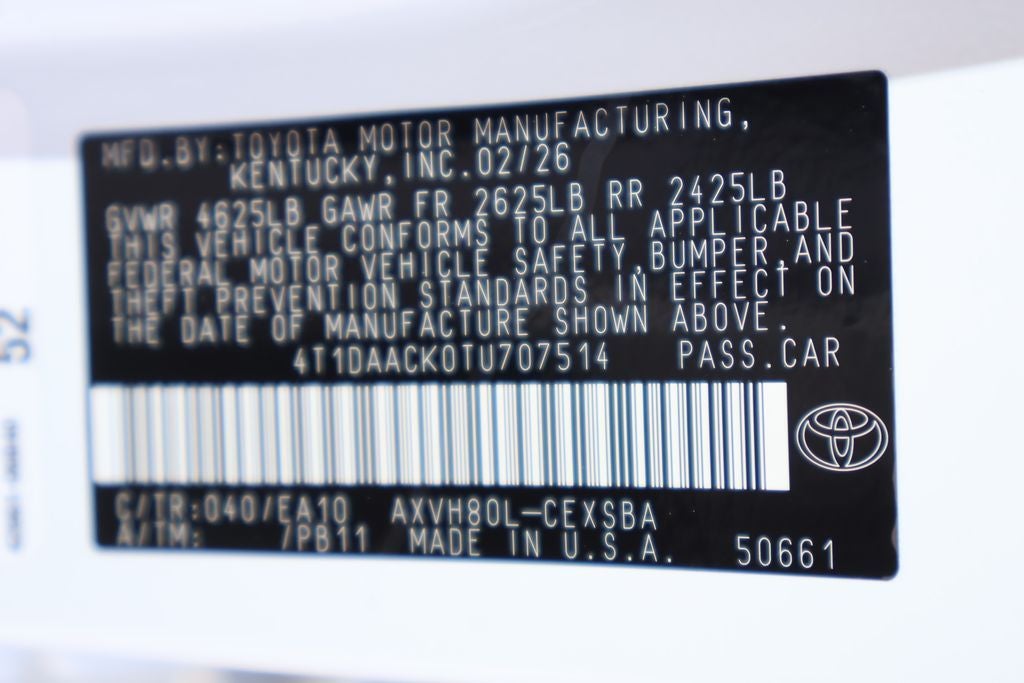 MFD.BY:TOYOTA MOTOR MANUFACTURING,
KENTUCKY,INC.02/26
GVWR 4625LB GAWR FR 2625LB RR 2425LB
THIS VEHICLE CONFORMS TO ALL APPLICABLE
FEDERAL MOTOR VEHICLE SAFETY,BUMPER,AND
THEFT PREVENTION STANDARDS IN EFFECT ON
THE DATE OF MANUFACTURE SHOWN ABOVE.
4T1DAACK0TU707514 PASS.CAR
C/TR:040/EA10 AXVH80L-CEXSBA
A/TM: /PB11 MADE IN U.S.A. 50661
52